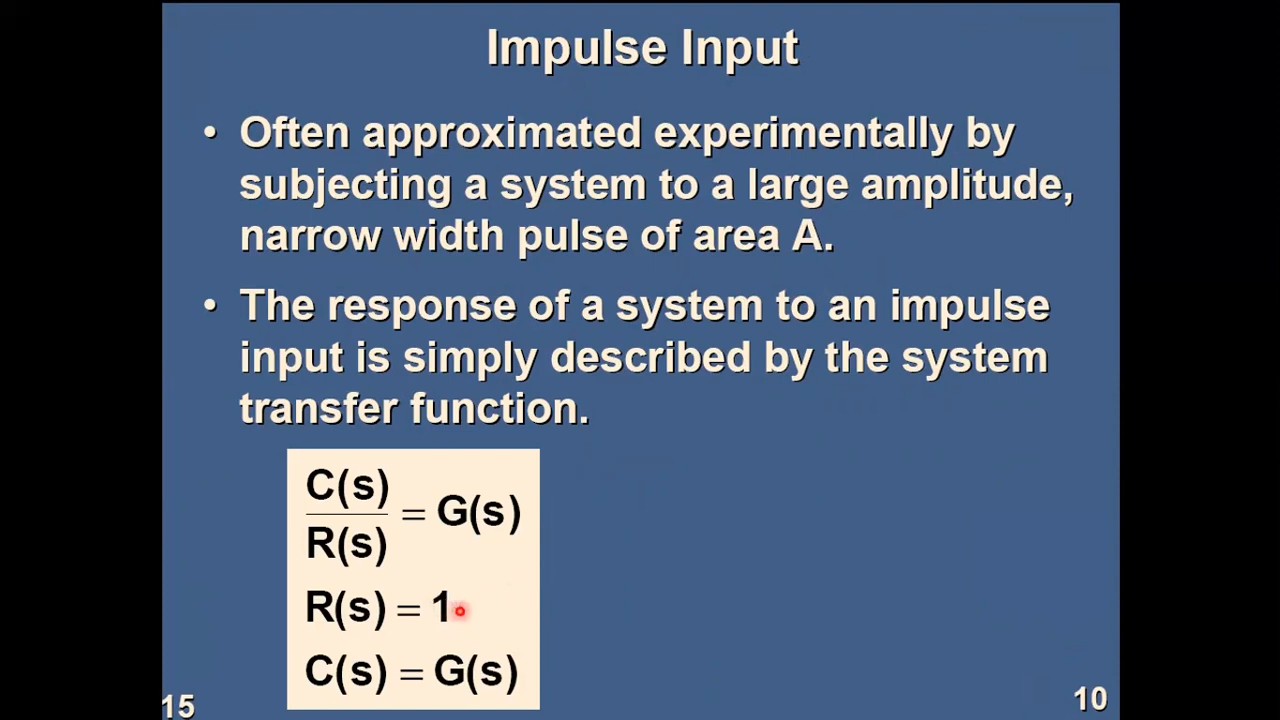 Impulse Input
• Often approximated experimentally by
subjecting a system to a large amplitude,
narrow width pulse of area A.
• The response of a system to an impulse
input is simply described by the system
transfer function.
C(s)
R(s)
= G(s)
R(s) = 1
C(s) = G(s)
15
10